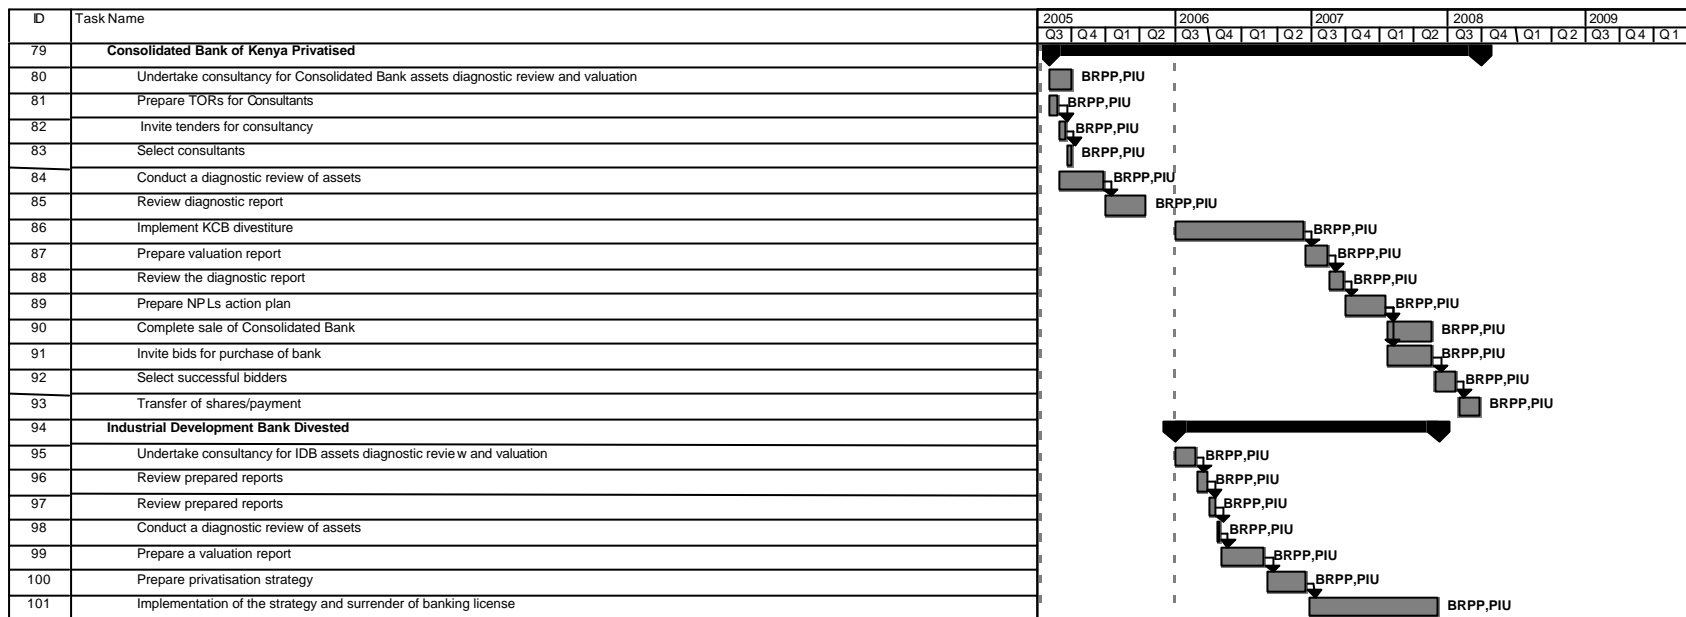 ID Task Name 2005 2006 2007 2008 2009
Q3 Q4 Q1 Q2 Q3 Q4 Q1 Q2 Q3 Q4 Q1 Q2 Q3 Q4 Q1 Q2 Q3 Q4 Q1
79 Consolidated Bank of Kenya Privatised
80 Undertake consultancy for Consolidated Bank assets diagnostic review and valuation BRPP,PIU
81 Prepare TORs for Consultants BRPP,PIU
82 Invite tenders for consultancy BRPP,PIU
83 Select consultants BRPP,PIU
84 Conduct a diagnostic review of assets BRPP,PIU
85 Review diagnostic report BRPP,PIU
86 Implement KCB divestiture BRPP,PIU
87 Prepare valuation report BRPP,PIU
88 Review the diagnostic report BRPP,PIU
89 Prepare NPLs action plan BRPP,PIU
90 Complete sale of Consolidated Bank BRPP,PIU
91 Invite bids for purchase of bank BRPP,PIU
92 Select successful bidders BRPP,PIU
93 Transfer of shares/payment BRPP,PIU
94 Industrial Development Bank Divested
95 Undertake consultancy for IDB assets diagnostic review and valuation BRPP,PIU
96 Review prepared reports BRPP,PIU
97 Review prepared reports BRPP,PIU
98 Conduct a diagnostic review of assets BRPP,PIU
99 Prepare a valuation report BRPP,PIU
100 Prepare privatisation strategy BRPP,PIU
101 Implementation of the strategy and surrender of banking license BRPP,PIU